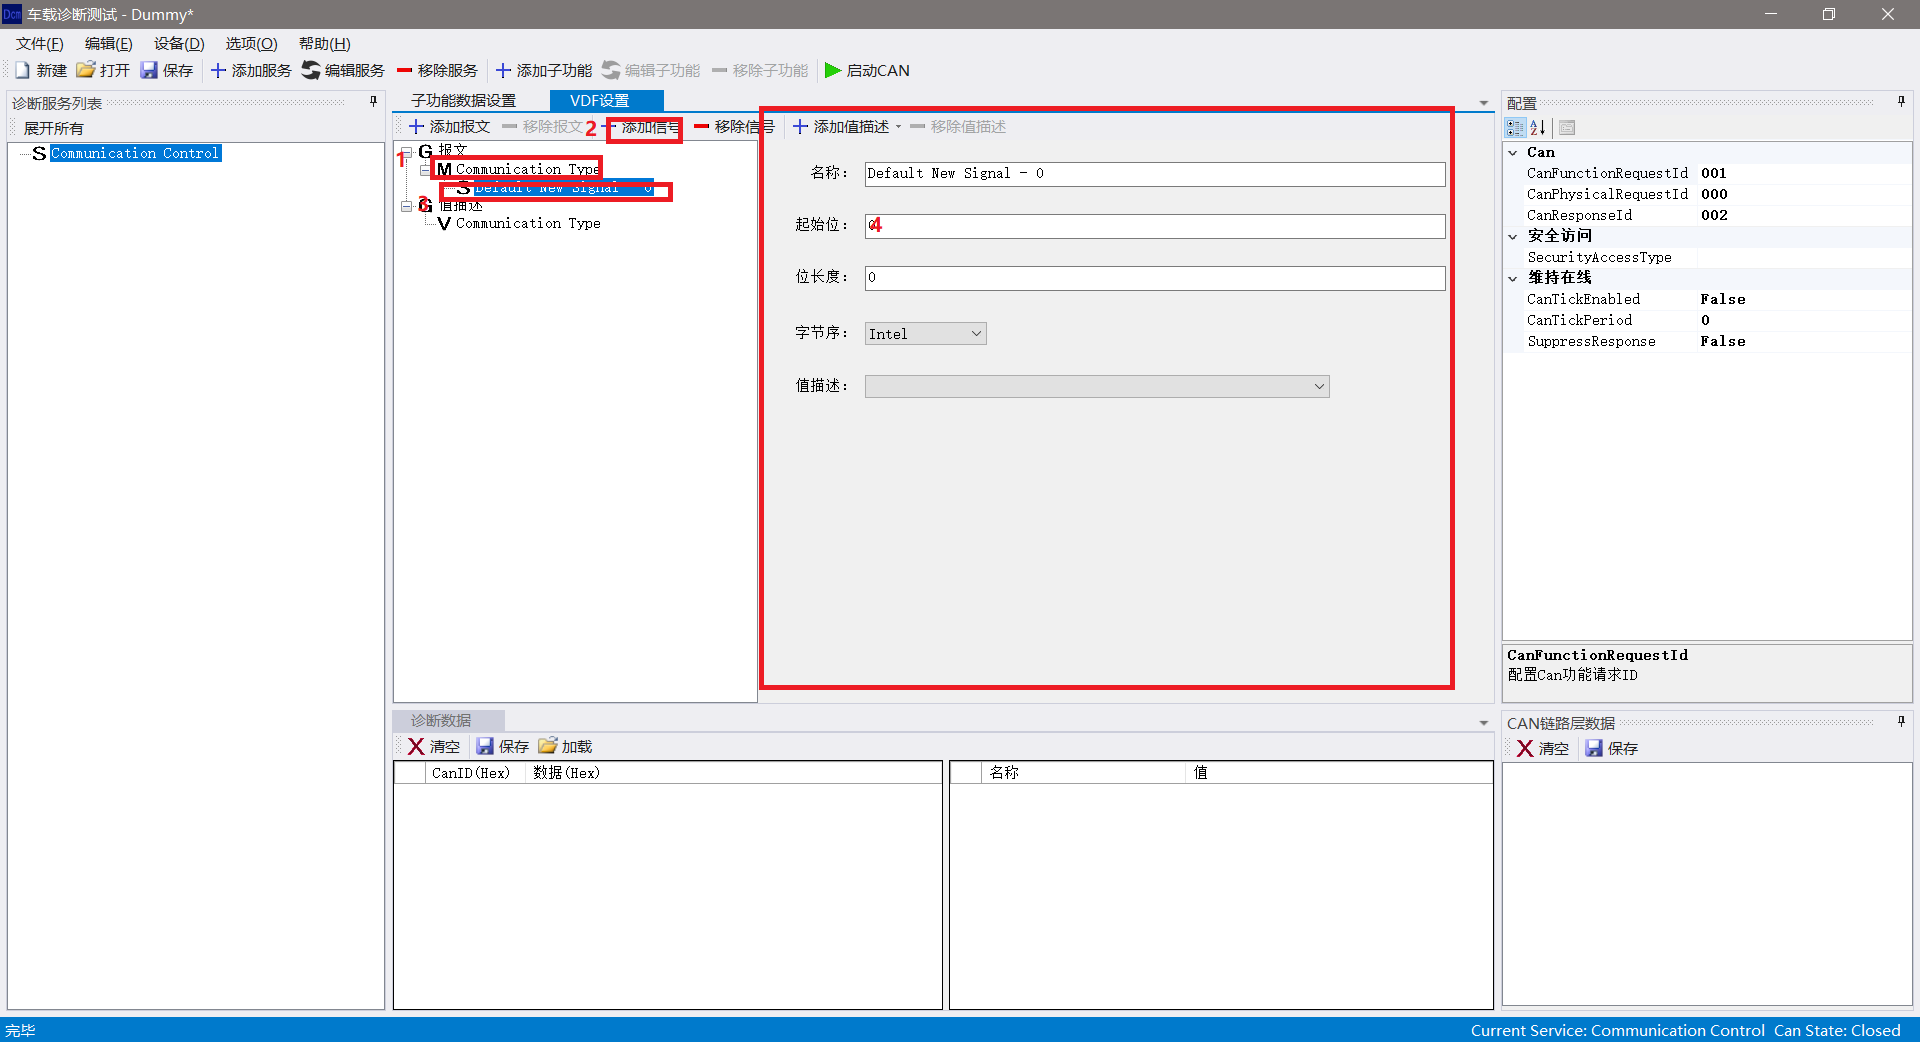 Dcm 车载诊断测试 - Dummy*
文件(F) 编辑(E) 设备(D) 选项(O) 帮助(H)
新建 打开 保存 添加服务 编辑服务 移除服务 添加子功能 编辑子功能 移除子功能 启动CAN
诊断服务列表
展开所有
S Communication Control
子功能数据设置 VDF设置
添加报文 移除报文 2 添加信号 移除信号 添加值描述 移除值描述
1 G 报文
M Communication Type
S Default New Signal - 0
3 G 值描述
V Communication Type
名称: Default New Signal - 0
起始位: 4
位长度: 0
字节序: Intel
值描述:
配置
Can
CanFunctionRequestId 001
CanPhysicalRequestId 000
CanResponseId 002
安全访问
SecurityAccessType
维持在线
CanTickEnabled False
CanTickPeriod 0
SuppressResponse False
CanFunctionRequestId
配置Can功能请求ID
诊断数据
清空 保存 加载
CanID(Hex) 数据(Hex)
名称 值
CAN链路层数据
清空 保存
完毕
Current Service: Communication Control Can State: Closed